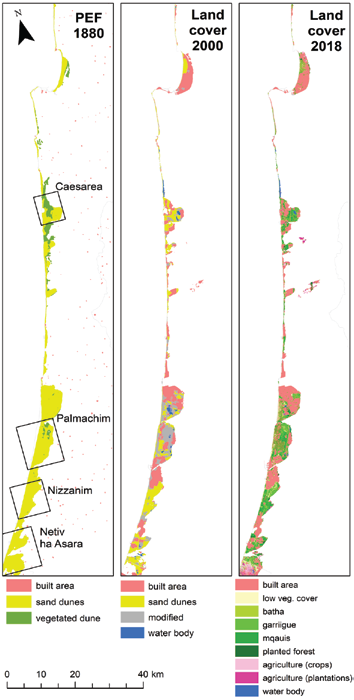 N
PEF
1880
Caesarea
Palmachim
Nizzanim
Netiv
ha Asara
built area
sand dunes
vegetated dune
Land
cover
2000
built area
sand dunes
modified
water body
Land
cover
2018
built area
low veg. cover
batha
garriigue
mqauis
planted forest
agriculture (crops)
agriculture (plantations)
water body
0 10 20 40 km